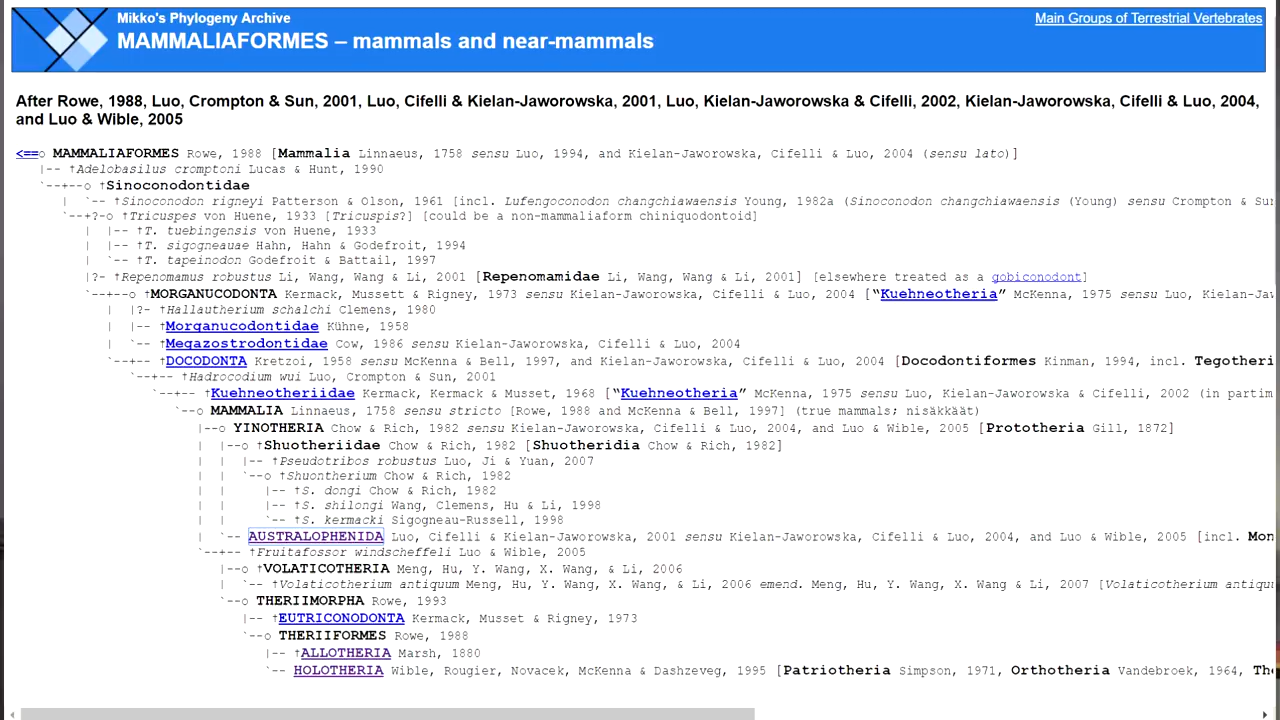 Mikko's Phylogeny Archive
Main Groups of Terrestrial Vertebrates
MAMMALIAFORMES – mammals and near-mammals
After Rowe, 1988, Luo, Crompton & Sun, 2001, Luo, Cifelli & Kielan-Jaworowska, 2001, Luo, Kielan-Jaworowska & Cifelli, 2002, Kielan-Jaworowska, Cifelli & Luo, 2004,
and Luo & Wible, 2005
<==o MAMMALIAFORMES Rowe, 1988 [Mammalia Linnaeus, 1758 sensu Luo, 1994, and Kielan-Jaworowska, Cifelli & Luo, 2004 (sensu lato)]
|-- †Adelobasilus cromptoni Lucas & Hunt, 1990
`--+--o †Sinoconodontidae
| `-- †Sinoconodon rigneyi Patterson & Olson, 1961 [incl. Lufengoconodon changchiawaensis Young, 1982a (Sinoconodon changchiawaensis (Young) sensu Crompton & Sun
`--+?-o †Tricuspes von Huene, 1933 [Tricuspis?] [could be a non-mammaliaform chiniquodontoid]
| |-- †T. tuebingensis von Huene, 1933
| |-- †T. sigogneauae Hahn, Hahn & Godefroit, 1994
| `-- †T. tapeinodon Godefroit & Battail, 1997
|?- †Repenomamus robustus Li, Wang, Wang & Li, 2001 [Repenomamidae Li, Wang, Wang & Li, 2001] [elsewhere treated as a gobiconodont]
`--+--o †MORGANUCODONTA Kermack, Mussett & Rigney, 1973 sensu Kielan-Jaworowska, Cifelli & Luo, 2004 [“Kuehneotheria” McKenna, 1975 sensu Luo, Kielan-Jaw
| |?- †Hallautherium schalchi Clemens, 1980
| |-- †Morganucodontidae Kühne, 1958
| `-- †Megazostrodontidae Cow, 1986 sensu Kielan-Jaworowska, Cifelli & Luo, 2004
`--+-- †DOCODONTA Kretzoi, 1958 sensu McKenna & Bell, 1997, and Kielan-Jaworowska, Cifelli & Luo, 2004 [Docodontiformes Kinman, 1994, incl. Tegotheri
`--+-- †Hadrocodium wui Luo, Crompton & Sun, 2001
`--+-- †Kuehneotheriidae Kermack, Kermack & Musset, 1968 [“Kuehneotheria” McKenna, 1975 sensu Luo, Kielan-Jaworowska & Cifelli, 2002 (in partim
`--o MAMMALIA Linnaeus, 1758 sensu stricto [Rowe, 1988 and McKenna & Bell, 1997] (true mammals; nisäkkäät)
|--o YINOTHERIA Chow & Rich, 1982 sensu Kielan-Jaworowska, Cifelli & Luo, 2004, and Luo & Wible, 2005 [Prototheria Gill, 1872]
| |--o †Shuotheriidae Chow & Rich, 1982 [Shuotheridia Chow & Rich, 1982]
| | |-- †Pseudotribos robustus Luo, Ji & Yuan, 2007
| | `--o †Shuontherium Chow & Rich, 1982
| | |-- †S. dongi Chow & Rich, 1982
| | |-- †S. shilongi Wang, Clemens, Hu & Li, 1998
| | `-- †S. kermacki Sigogneau-Russell, 1998
| `-- AUSTRALOPHENIDA Luo, Cifelli & Kielan-Jaworowska, 2001 sensu Kielan-Jaworowska, Cifelli & Luo, 2004, and Luo & Wible, 2005 [incl. Mon
`--+-- †Fruitafossor windscheffeli Luo & Wible, 2005
|--o †VOLATICOTHERIA Meng, Hu, Y. Wang, X. Wang, & Li, 2006
| `-- †Volaticotherium antiquum Meng, Hu, Y. Wang, X. Wang, & Li, 2006 emend. Meng, Hu, Y. Wang, X. Wang & Li, 2007 [Volaticotherium antiquu
`--o THERIIMORPHA Rowe, 1993
|-- †EUTRICONODONTA Kermack, Musset & Rigney, 1973
`--o THERIIFORMES Rowe, 1988
|-- †ALLOTHERIA Marsh, 1880
`-- HOLOTHERIA Wible, Rougier, Novacek, McKenna & Dashzeveg, 1995 [Patriotheria Simpson, 1971, Orthotheria Vandebroek, 1964, The